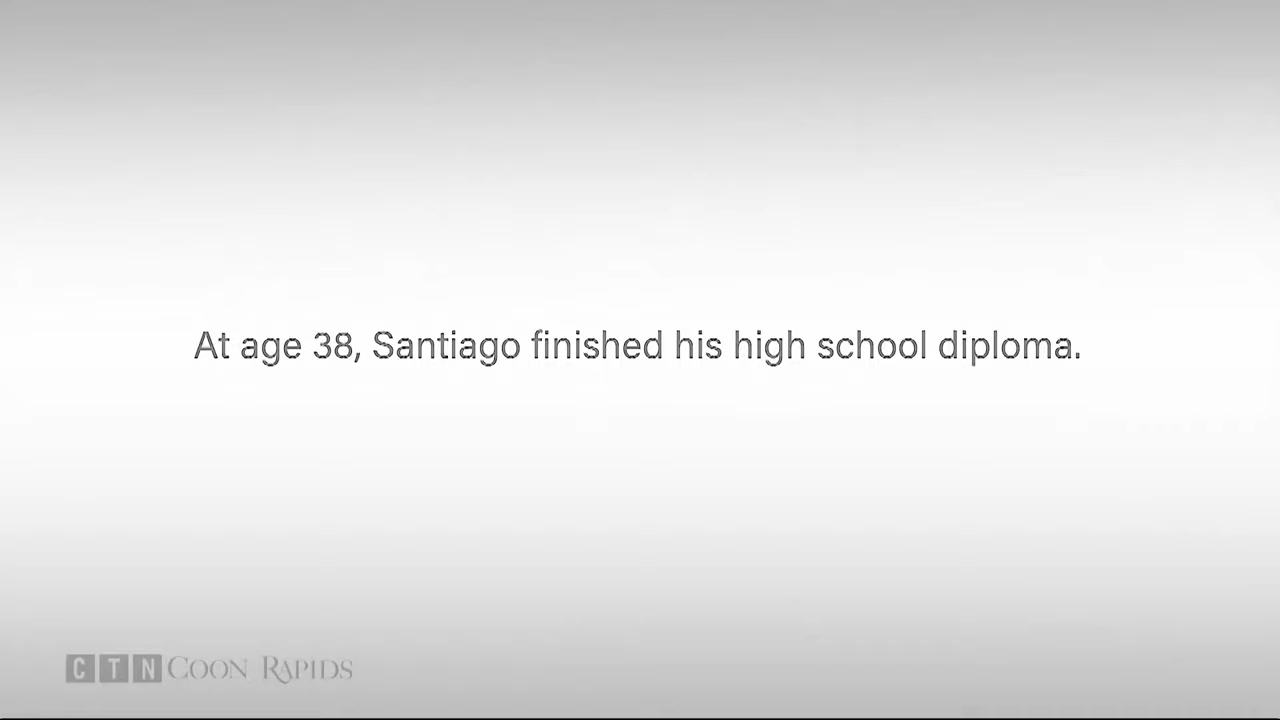 At age 38, Santiago finished his high school diploma.
CTN COON RAPIDS